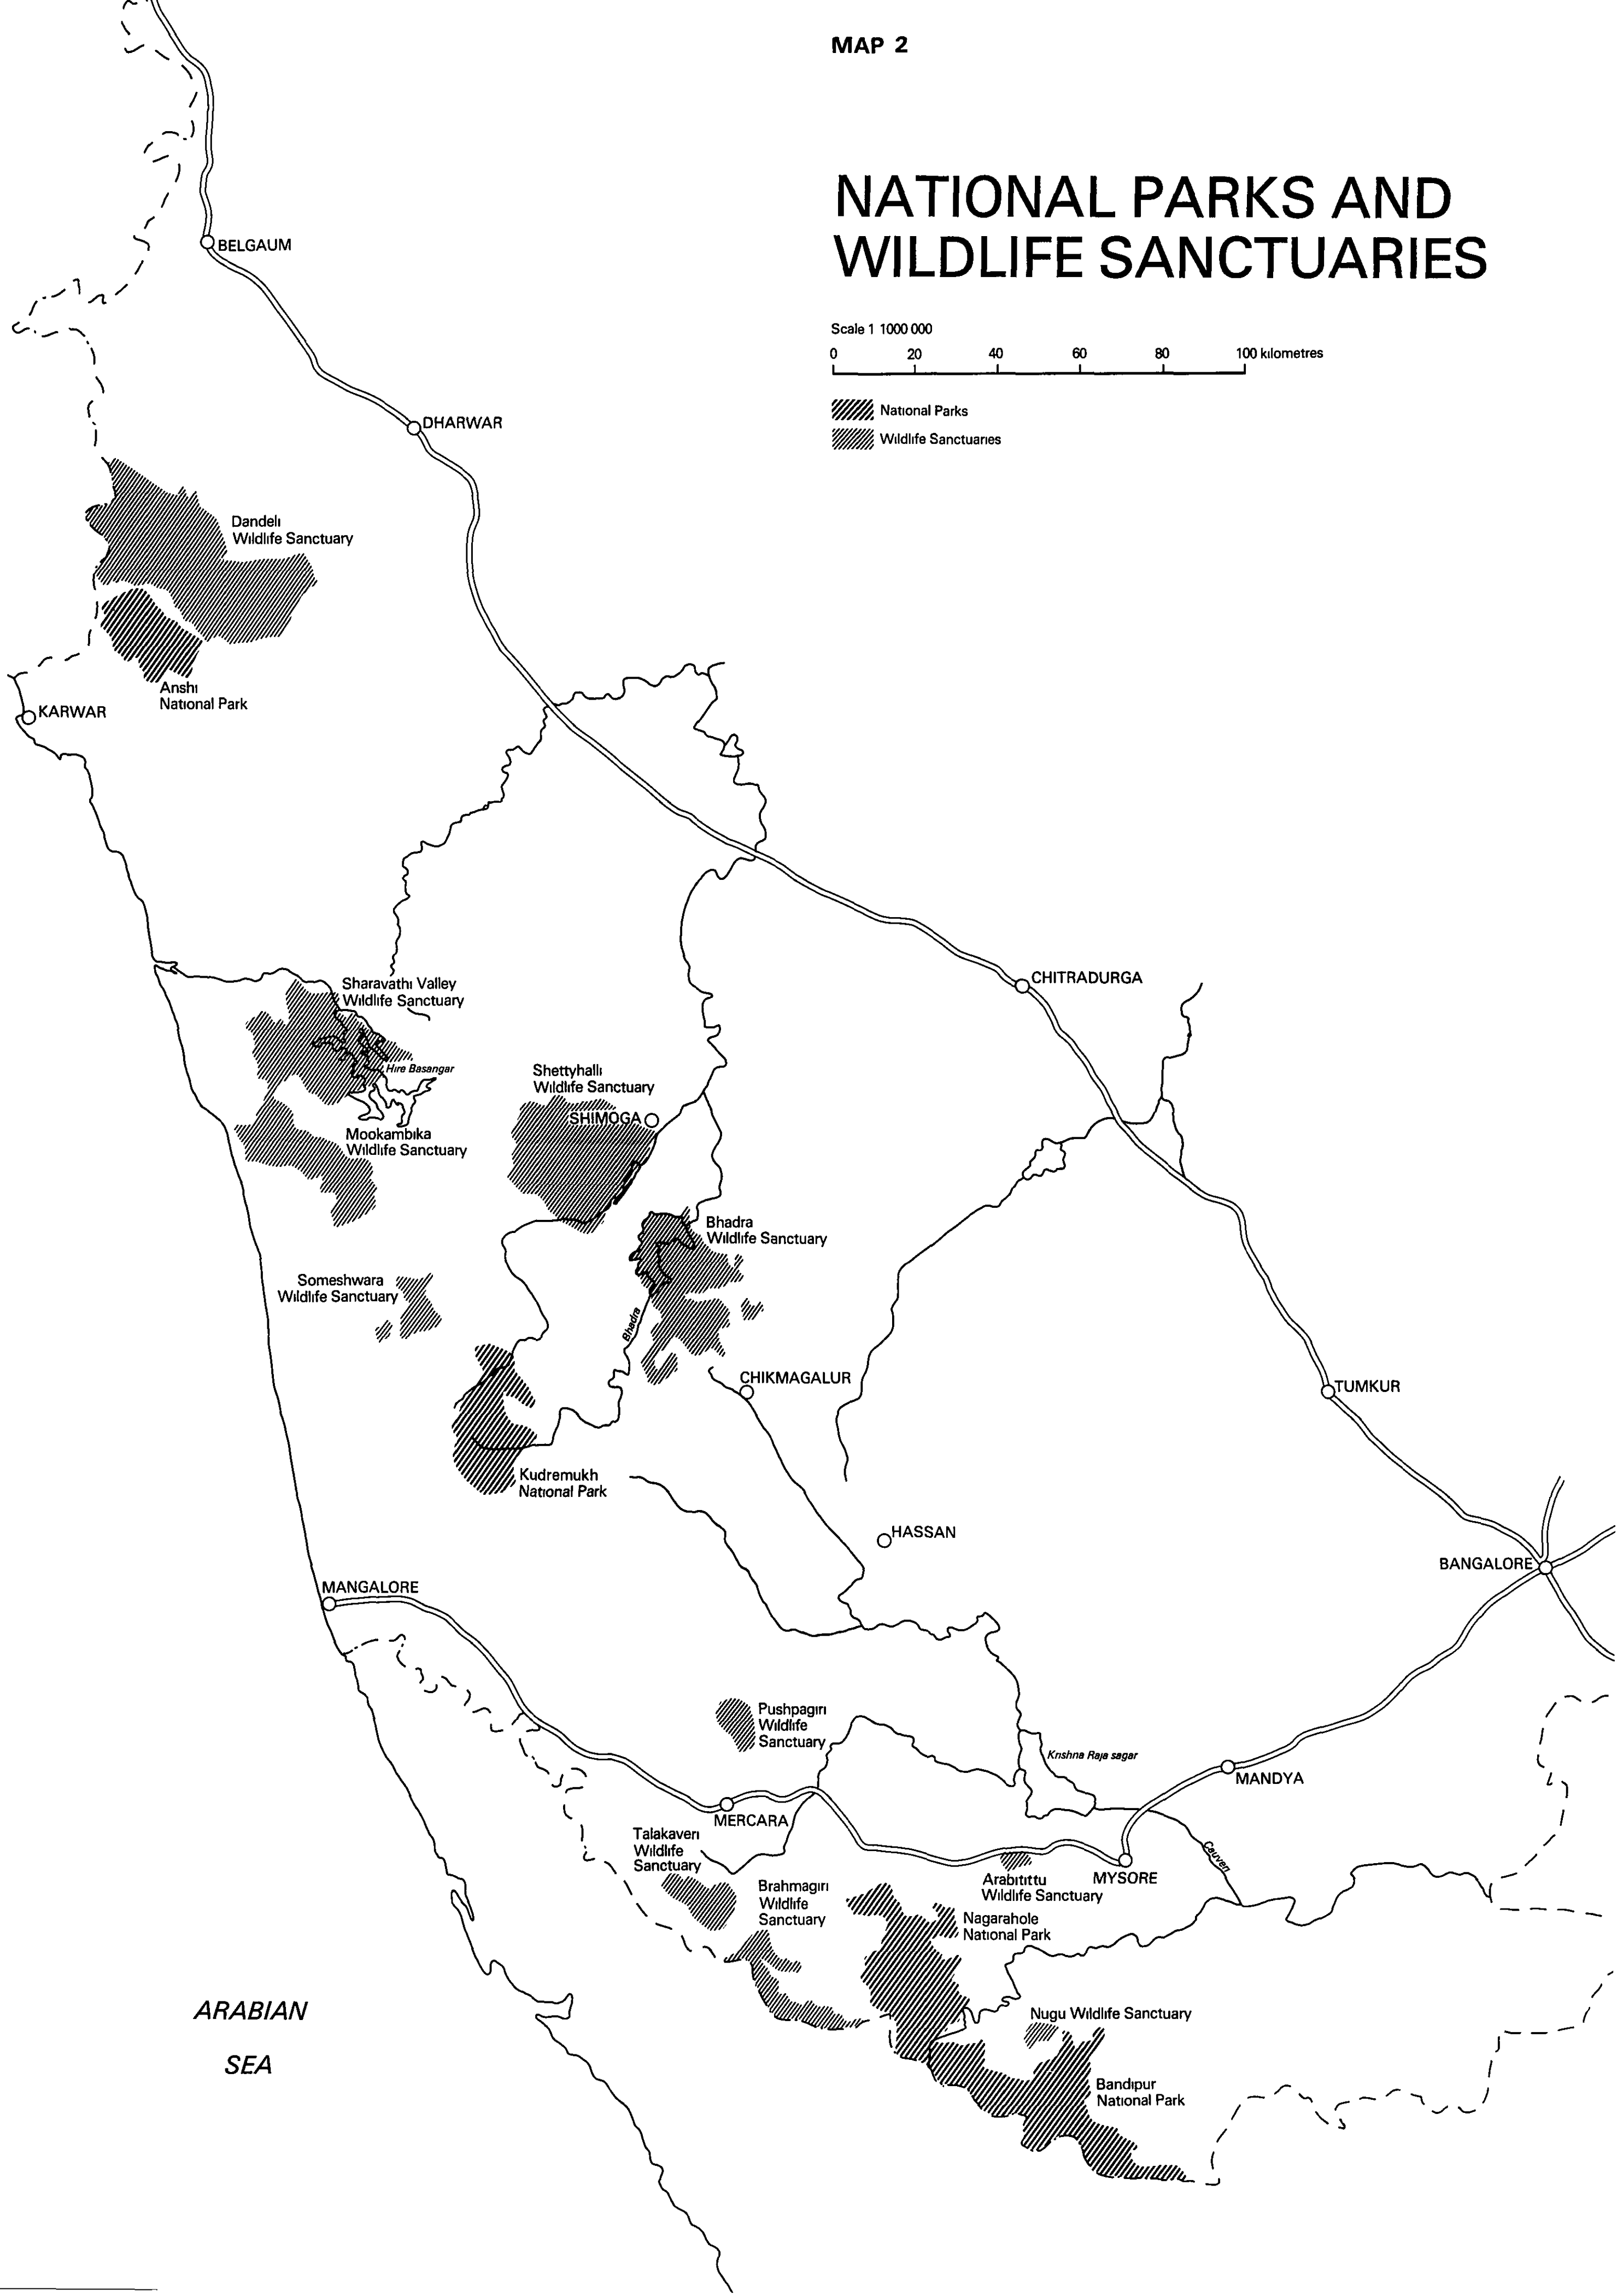 MAP 2
NATIONAL PARKS AND
WILDLIFE SANCTUARIES
Scale 1 1000 000
0 20 40 60 80 100 kilometres
National Parks
Wildlife Sanctuaries
BELGAUM
DHARWAR
Dandeli
Wildlife Sanctuary
Anshi
National Park
KARWAR
CHITRADURGA
Sharavathi Valley
Wildlife Sanctuary
Hire Basangar
Shettyhalli
Wildlife Sanctuary
SHIMOGA
Mookambika
Wildlife Sanctuary
Bhadra
Wildlife Sanctuary
Someshwara
Wildlife Sanctuary
Bhadra
CHIKMAGALUR
TUMKUR
Kudremukh
National Park
HASSAN
BANGALORE
MANGALORE
Pushpagiri
Wildlife
Sanctuary
Krishna Raja sagar
MANDYA
MERCARA
Talakaveri
Wildlife
Sanctuary
Cauvery
MYSORE
Arabitittu
Wildlife Sanctuary
Brahmagiri
Wildlife
Sanctuary
Nagarahole
National Park
ARABIAN
SEA
Nugu Wildlife Sanctuary
Bandipur
National Park